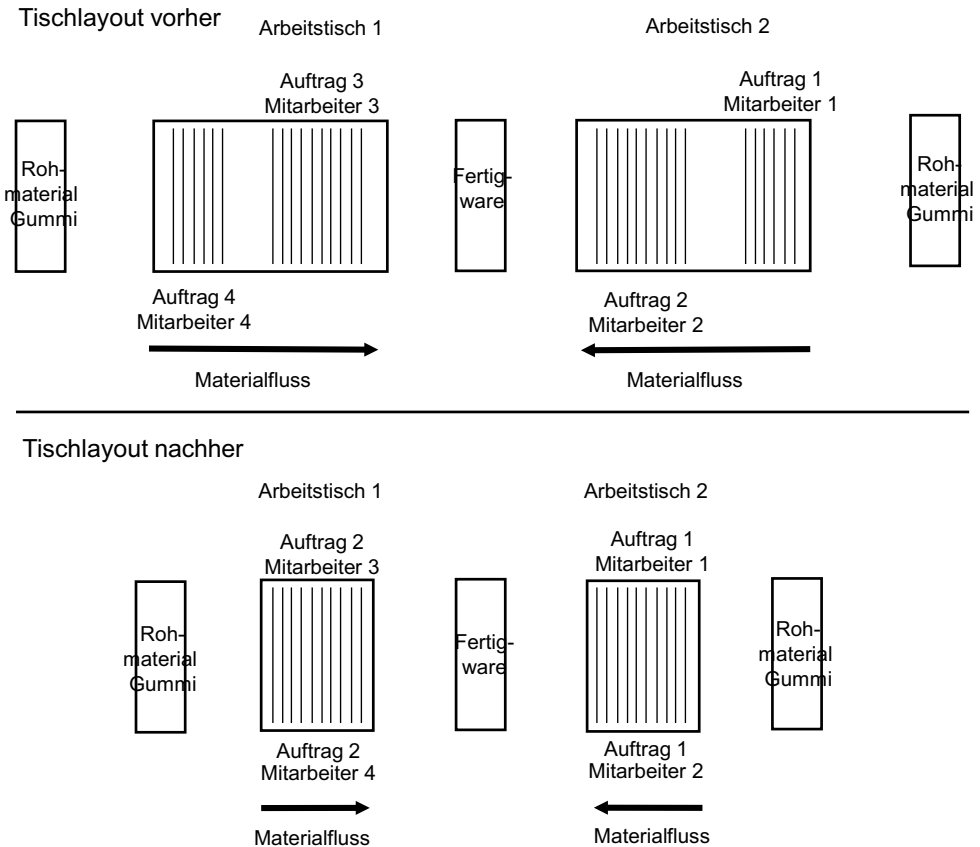 Tischlayout vorher
Arbeitstisch 1
Arbeitstisch 2
Auftrag 3
Mitarbeiter 3
Auftrag 1
Mitarbeiter 1
Roh-
material
Gummi
Fertig-
ware
Roh-
material
Gummi
Auftrag 4
Mitarbeiter 4
Auftrag 2
Mitarbeiter 2
Materialfluss
Materialfluss
Tischlayout nachher
Arbeitstisch 1
Arbeitstisch 2
Auftrag 2
Mitarbeiter 3
Auftrag 1
Mitarbeiter 1
Roh-
material
Gummi
Fertig-
ware
Roh-
material
Gummi
Auftrag 2
Mitarbeiter 4
Auftrag 1
Mitarbeiter 2
Materialfluss
Materialfluss